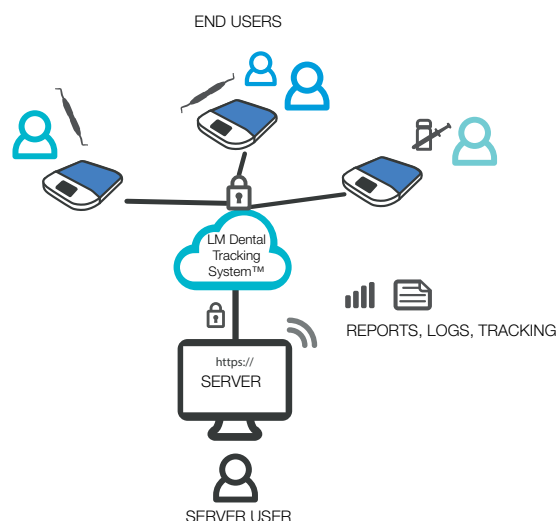 END USERS
LM Dental
Tracking
System™
REPORTS, LOGS, TRACKING
https://
SERVER
SERVER USER